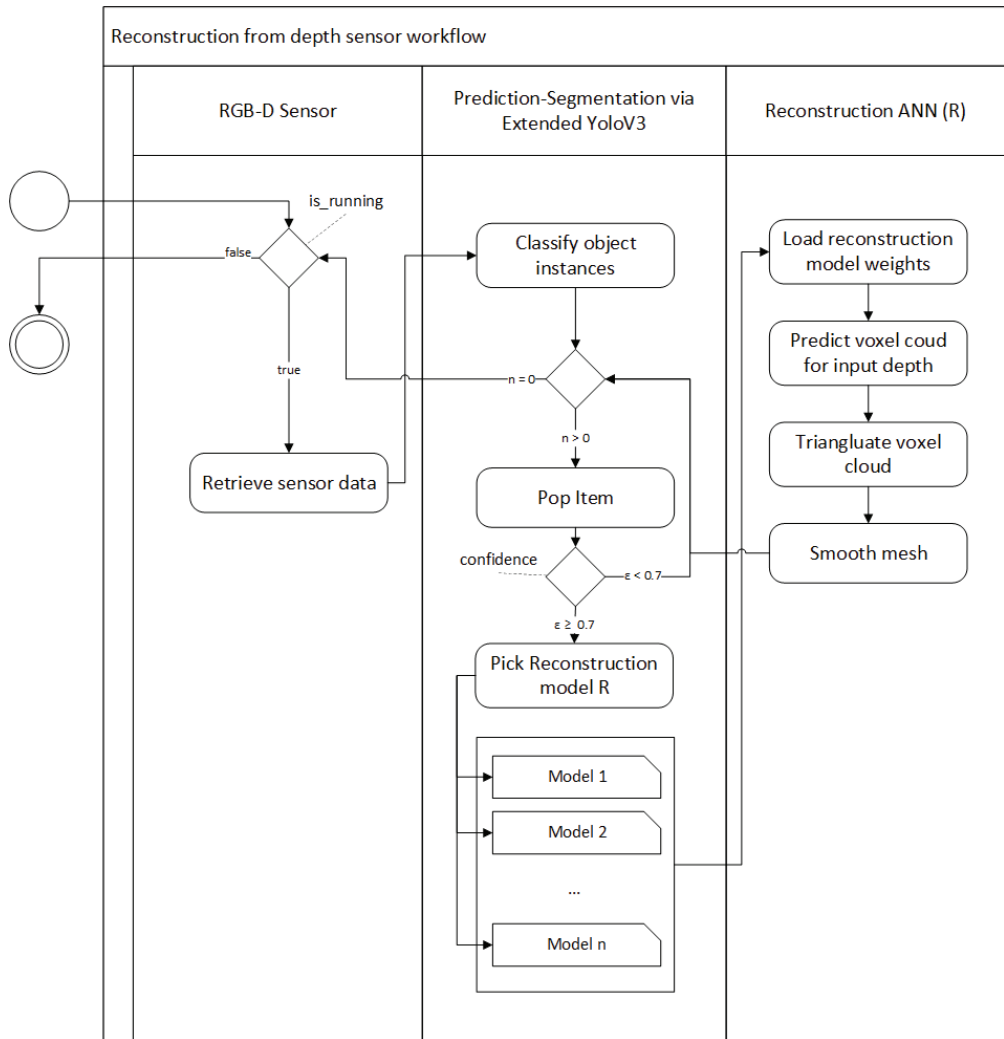 Reconstruction from depth sensor workflow
RGB-D Sensor
Prediction-Segmentation via
Extended YoloV3
Reconstruction ANN (R)
is_running
false
true
Retrieve sensor data
Classify object
instances
n = 0
n > 0
Pop Item
confidence
ε < 0.7
ε ≥ 0.7
Pick Reconstruction
model R
Model 1
Model 2
...
Model n
Load reconstruction
model weights
Predict voxel coud
for input depth
Triangluate voxel
cloud
Smooth mesh